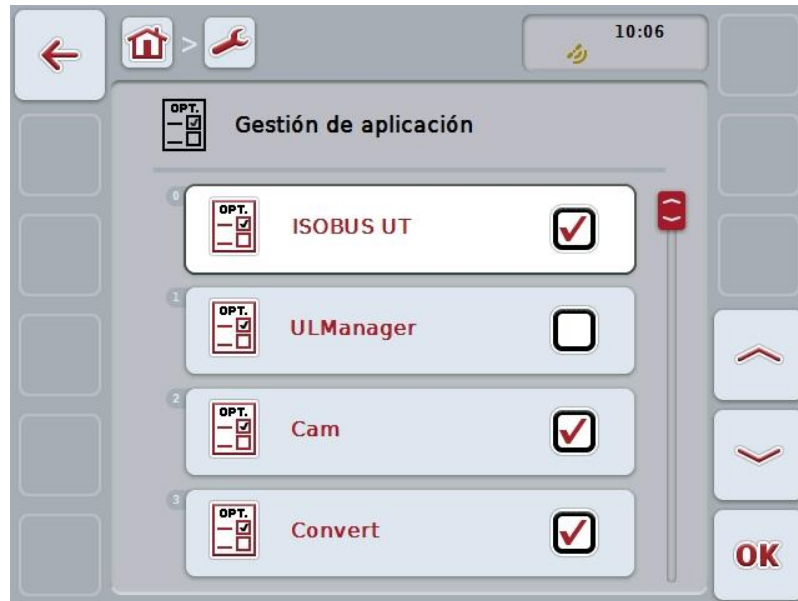 >
10:06
OPT.
Gestión de aplicación
0
OPT.
ISOBUS UT
1
OPT.
ULManager
2
OPT.
Cam
3
OPT.
Convert
OK